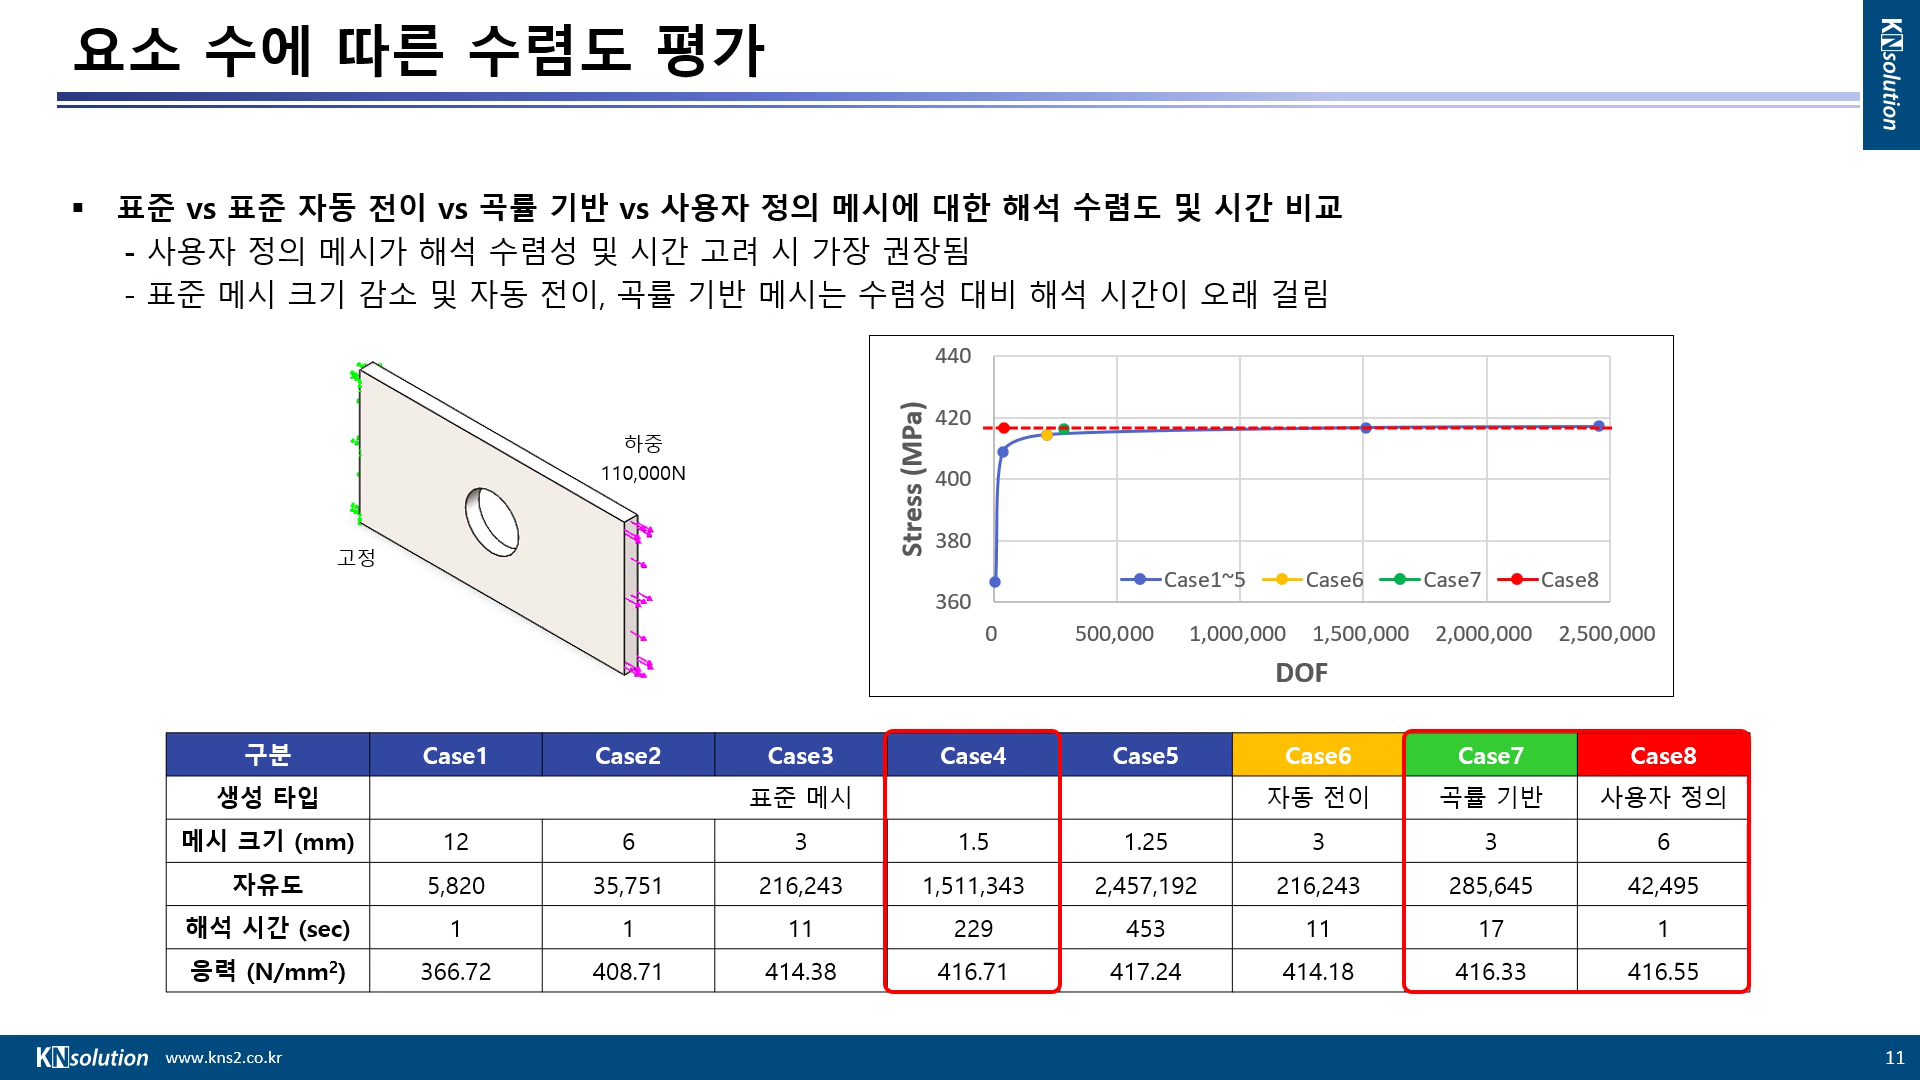 요소 수에 따른 수렴도 평가
KNsolution
▪ 표준 vs 표준 자동 전이 vs 곡률 기반 vs 사용자 정의 메시에 대한 해석 수렴도 및 시간 비교
- 사용자 정의 메시가 해석 수렴성 및 시간 고려 시 가장 권장됨
- 표준 메시 크기 감소 및 자동 전이, 곡률 기반 메시는 수렴성 대비 해석 시간이 오래 걸림
하중
110,000N
고정
Stress (MPa)
440
420
400
380
360
Case1~5 Case6 Case7 Case8
0 500,000 1,000,000 1,500,000 2,000,000 2,500,000
DOF
구분 Case1 Case2 Case3 Case4 Case5 Case6 Case7 Case8
생성 타입 표준 메시 자동 전이 곡률 기반 사용자 정의
메시 크기 (mm) 12 6 3 1.5 1.25 3 3 6
자유도 5,820 35,751 216,243 1,511,343 2,457,192 216,243 285,645 42,495
해석 시간 (sec) 1 1 11 229 453 11 17 1
응력 (N/mm²) 366.72 408.71 414.38 416.71 417.24 414.18 416.33 416.55
KNsolution www.kns2.co.kr 11